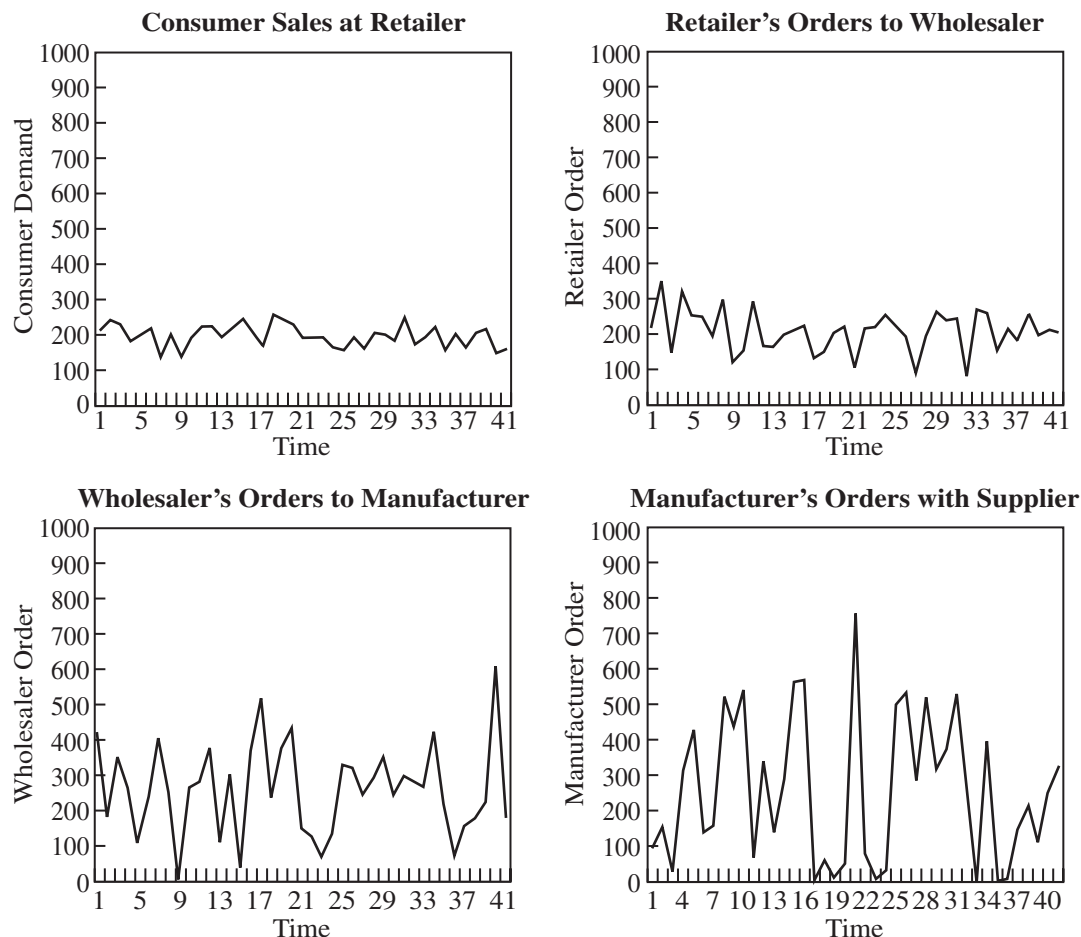 Consumer Sales at Retailer
1000
900
800
700
600
500
400
300
200
100
0
Consumer Demand
1 5 9 13 17 21 25 29 33 37 41
Time
Retailer's Orders to Wholesaler
1000
900
800
700
600
500
400
300
200
100
0
Retailer Order
1 5 9 13 17 21 25 29 33 37 41
Time
Wholesaler's Orders to Manufacturer
1000
900
800
700
600
500
400
300
200
100
0
Wholesaler Order
1 5 9 13 17 21 25 29 33 37 41
Time
Manufacturer's Orders with Supplier
1000
900
800
700
600
500
400
300
200
100
0
Manufacturer Order
1 4 7 10 13 16 19 22 25 28 31 34 37 40
Time